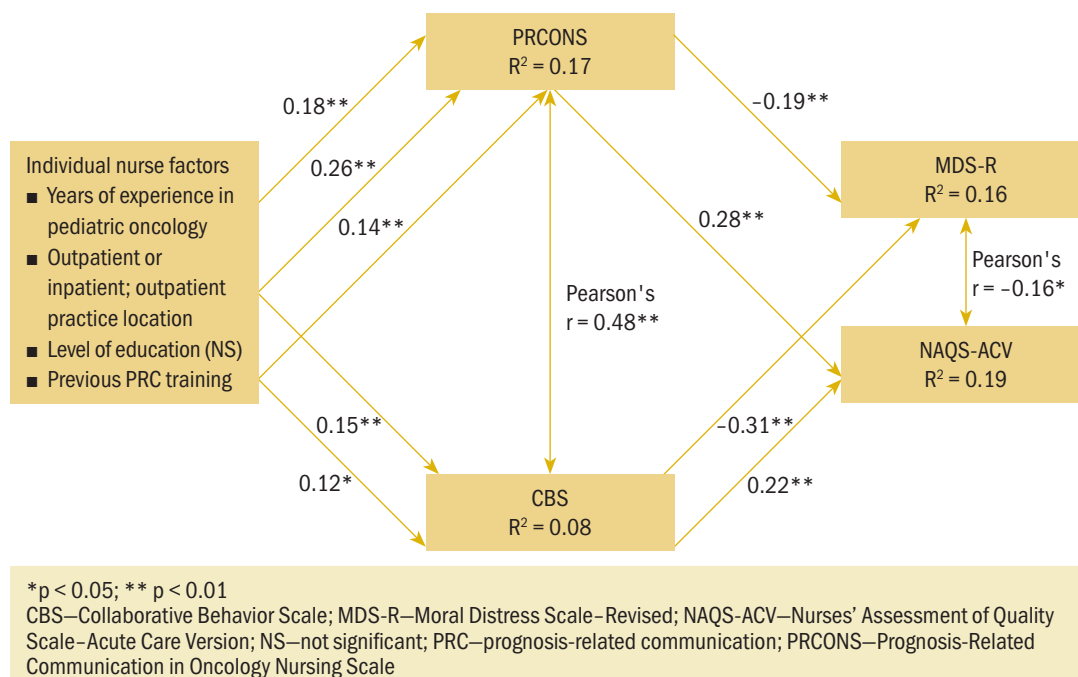 PRCONS
R² = 0.17
0.18**
–0.19**
Individual nurse factors
■ Years of experience in
pediatric oncology
■ Outpatient or
inpatient; outpatient
practice location
■ Level of education (NS)
■ Previous PRC training
0.26**
MDS-R
R² = 0.16
0.14**
0.28**
Pearson's
r = 0.48**
Pearson's
r = –0.16*
NAQS-ACV
R² = 0.19
0.15**
–0.31**
0.12*
CBS
R² = 0.08
0.22**
*p < 0.05; ** p < 0.01
CBS—Collaborative Behavior Scale; MDS-R—Moral Distress Scale–Revised; NAQS-ACV—Nurses’ Assessment of Quality
Scale–Acute Care Version; NS—not significant; PRC—prognosis-related communication; PRCONS—Prognosis-Related
Communication in Oncology Nursing Scale